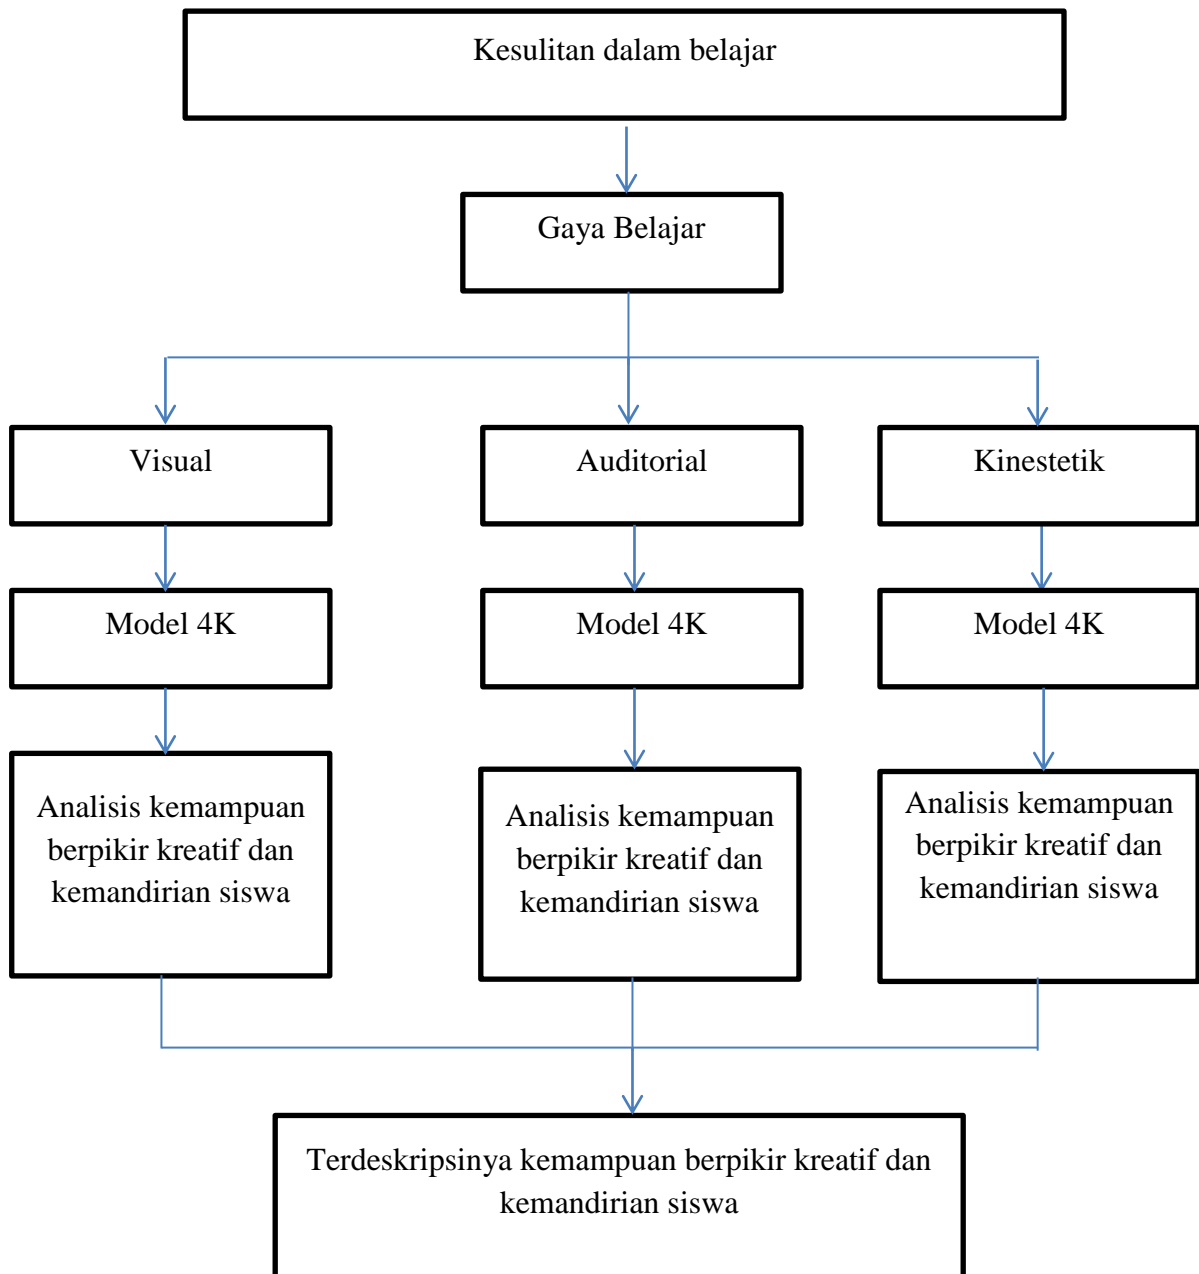 Kesulitan dalam belajar
Gaya Belajar
Visual
Auditorial
Kinestetik
Model 4K
Model 4K
Model 4K
Analisis kemampuan
berpikir kreatif dan
kemandirian siswa
Analisis kemampuan
berpikir kreatif dan
kemandirian siswa
Analisis kemampuan
berpikir kreatif dan
kemandirian siswa
Terdeskripsinya kemampuan berpikir kreatif dan
kemandirian siswa